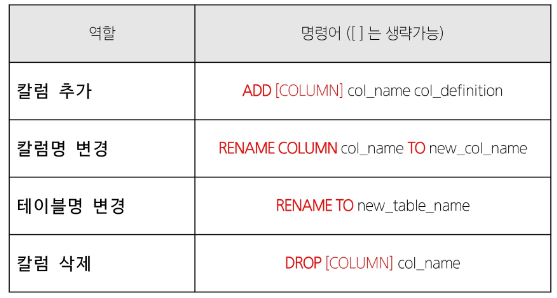 역할
명령어 ([ ] 는 생략가능)
칼럼 추가
ADD [COLUMN] col_name col_definition
칼럼명 변경
RENAME COLUMN col_name TO new_col_name
테이블명 변경
RENAME TO new_table_name
칼럼 삭제
DROP [COLUMN] col_name